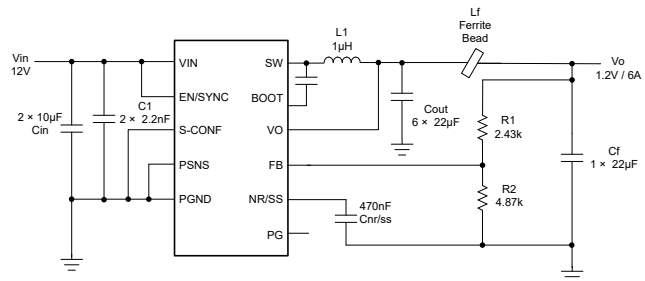 Lf
Ferrite
Bead
L1
1µH
Vin
12V
VIN
SW
Vo
1.2V / 6A
EN/SYNC
BOOT
C1
2 × 2.2nF
2 × 10µF
Cin
Cout
6 × 22µF
S-CONF
VO
R1
2.43k
PSNS
FB
Cf
1 × 22µF
PGND
NR/SS
470nF
Cnr/ss
R2
4.87k
PG